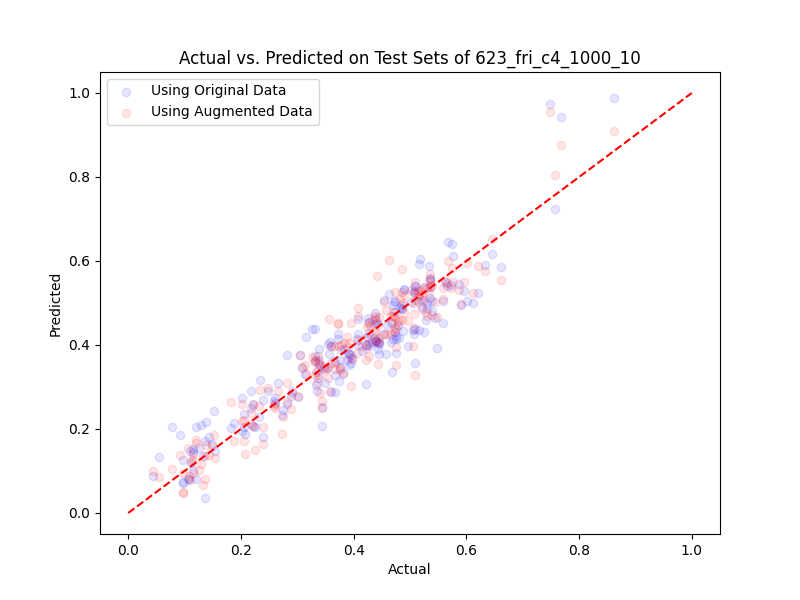 Actual vs. Predicted on Test Sets of 623_fri_c4_1000_10
Using Original Data
Using Augmented Data
1.0
0.8
0.6
0.4
0.2
0.0
Predicted
0.0 0.2 0.4 0.6 0.8 1.0
Actual